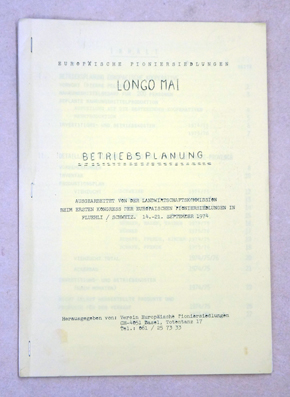 EUROPÄISCHE PIONIERSIEDLUNGEN
LONGO MAI
BETRIEBSPLANUNG
AUSGEARBEITET VON DER LANDWIRTSCHAFTSKOMMISSION
BEIM ERSTEN KONGRESS DER EUROPÄISCHEN PIONIERSIEDLUNGEN IN
FLUEHLI / SCHWEIZ. 14.-21. SEPTEMBER 1974
Herausgegeben von: Verein Europäische Pioniersiedlungen
CH-4051 Basel, Totentanz 17
Tel.: 061 / 25 73 33